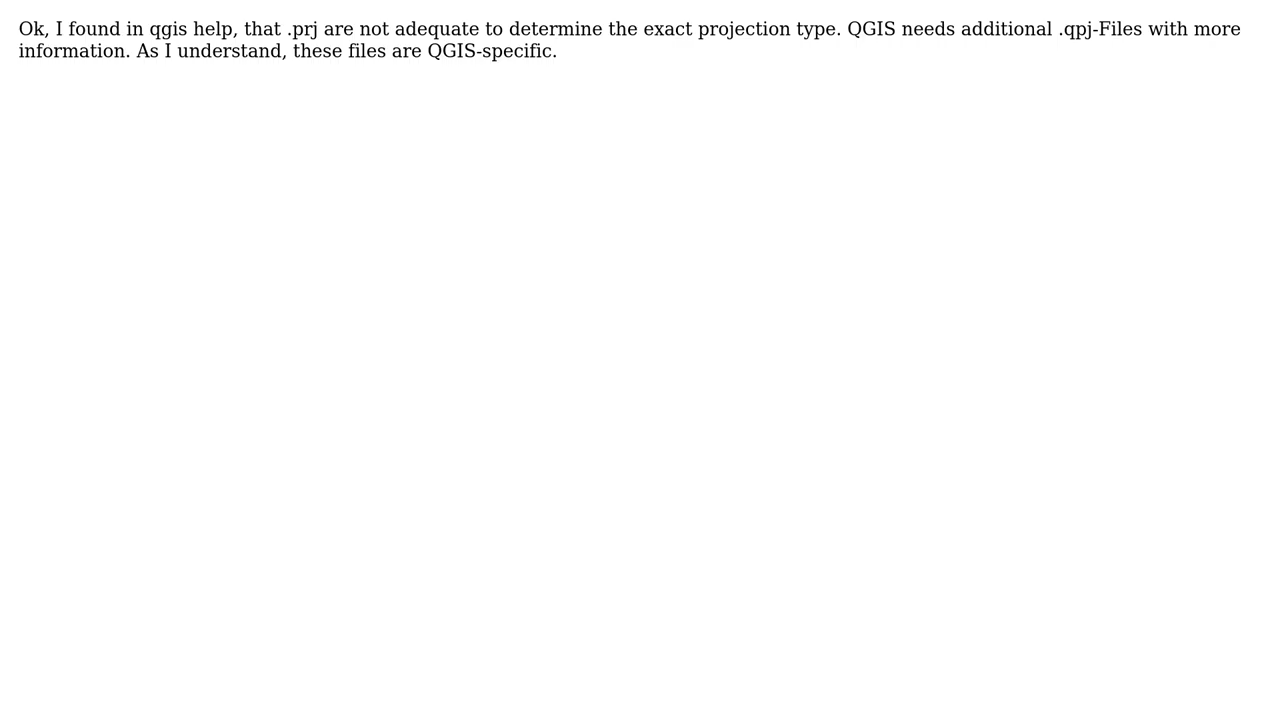 Ok, I found in qgis help, that .prj are not adequate to determine the exact projection type. QGIS needs additional .qpj-Files with more
information. As I understand, these files are QGIS-specific.